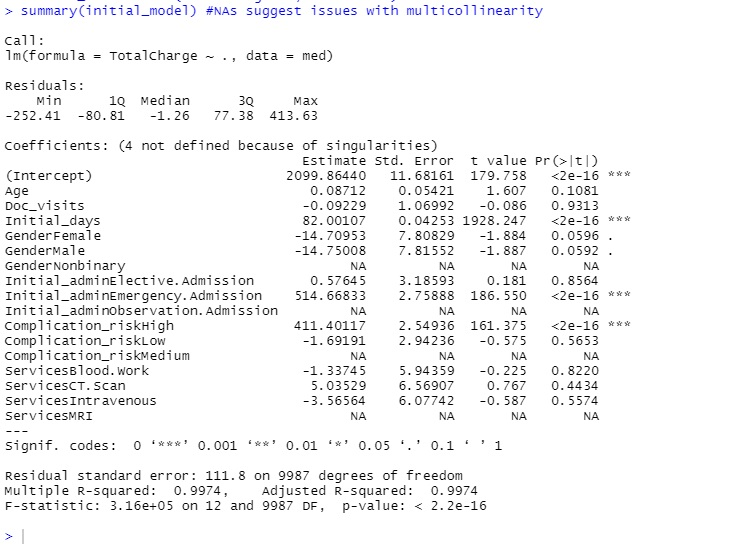 > summary(initial_model) #NAs suggest issues with multicollinearity
Call:
lm(formula = TotalCharge ~ ., data = med)
Residuals:
    Min      1Q  Median      3Q     Max
-252.41  -80.81   -1.26   77.38  413.63
Coefficients: (4 not defined because of singularities)
                                     Estimate Std. Error  t value Pr(>|t|)
(Intercept)                        2099.86440   11.68161  179.758   <2e-16 ***
Age                                   0.08712    0.05421    1.607   0.1081
Doc_visits                           -0.09229    1.06992   -0.086   0.9313
Initial_days                         82.00107    0.04253 1928.247   <2e-16 ***
GenderFemale                        -14.70953    7.80829   -1.884   0.0596 .
GenderMale                          -14.75008    7.81552   -1.887   0.0592 .
GenderNonbinary                            NA         NA       NA       NA
Initial_adminElective.Admission       0.57645    3.18593    0.181   0.8564
Initial_adminEmergency.Admission    514.66833    2.75888  186.550   <2e-16 ***
Initial_adminObservation.Admission         NA         NA       NA       NA
Complication_riskHigh               411.40117    2.54936  161.375   <2e-16 ***
Complication_riskLow                 -1.69191    2.94236   -0.575   0.5653
Complication_riskMedium                    NA         NA       NA       NA
ServicesBlood.Work                   -1.33745    5.94359   -0.225   0.8220
ServicesCT.Scan                       5.03529    6.56907    0.767   0.4434
ServicesIntravenous                  -3.56564    6.07742   -0.587   0.5574
ServicesMRI                                NA         NA       NA       NA
---
Signif. codes:  0 ‘***’ 0.001 ‘**’ 0.01 ‘*’ 0.05 ‘.’ 0.1 ‘ ’ 1
Residual standard error: 111.8 on 9987 degrees of freedom
Multiple R-squared:  0.9974,    Adjusted R-squared:  0.9974
F-statistic: 3.16e+05 on 12 and 9987 DF,  p-value: < 2.2e-16
>